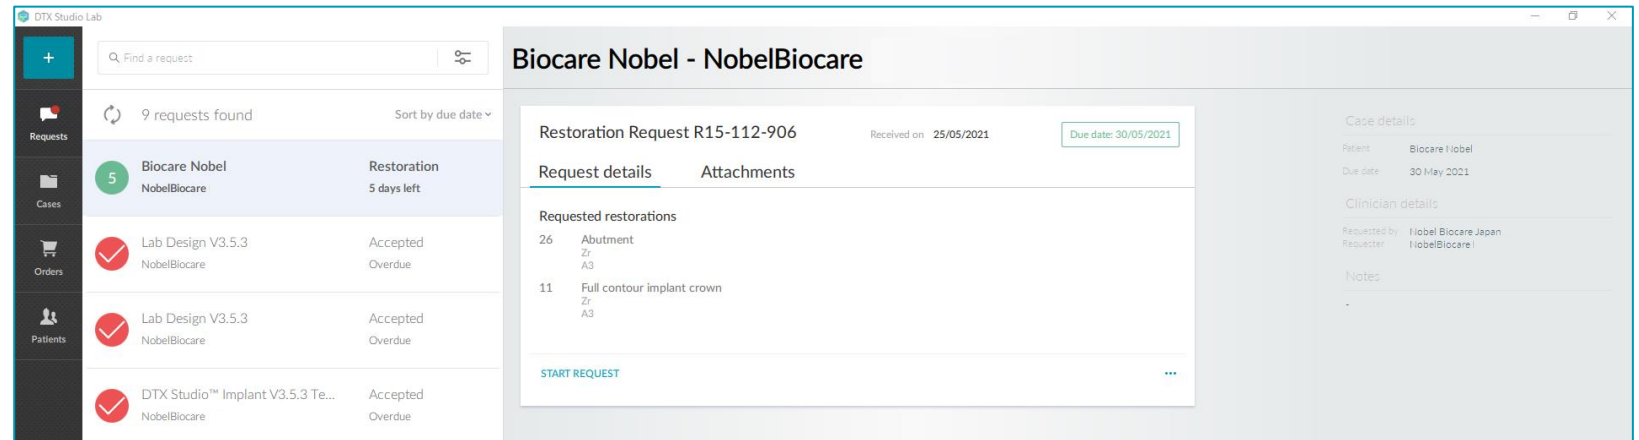 DTX Studio Lab
+
Find a request
Requests
Cases
Orders
Patients
9 requests found
Sort by due date
5
Biocare Nobel
Restoration
NobelBiocare
5 days left
Lab Design V3.5.3
Accepted
NobelBiocare
Overdue
Lab Design V3.5.3
Accepted
NobelBiocare
Overdue
DTX Studio™ Implant V3.5.3 Te...
Accepted
NobelBiocare
Overdue
Biocare Nobel - NobelBiocare
Restoration Request R15-112-906
Received on 25/05/2021
Due date: 30/05/2021
Request details
Attachments
Requested restorations
26 Abutment
Zr
A3
11 Full contour implant crown
Zr
A3
START REQUEST
...
Case details
Patient Biocare Nobel
Due date 30 May 2021
Clinician details
Requested by Nobel Biocare Japan
Requester NobelBiocare
Notes
-